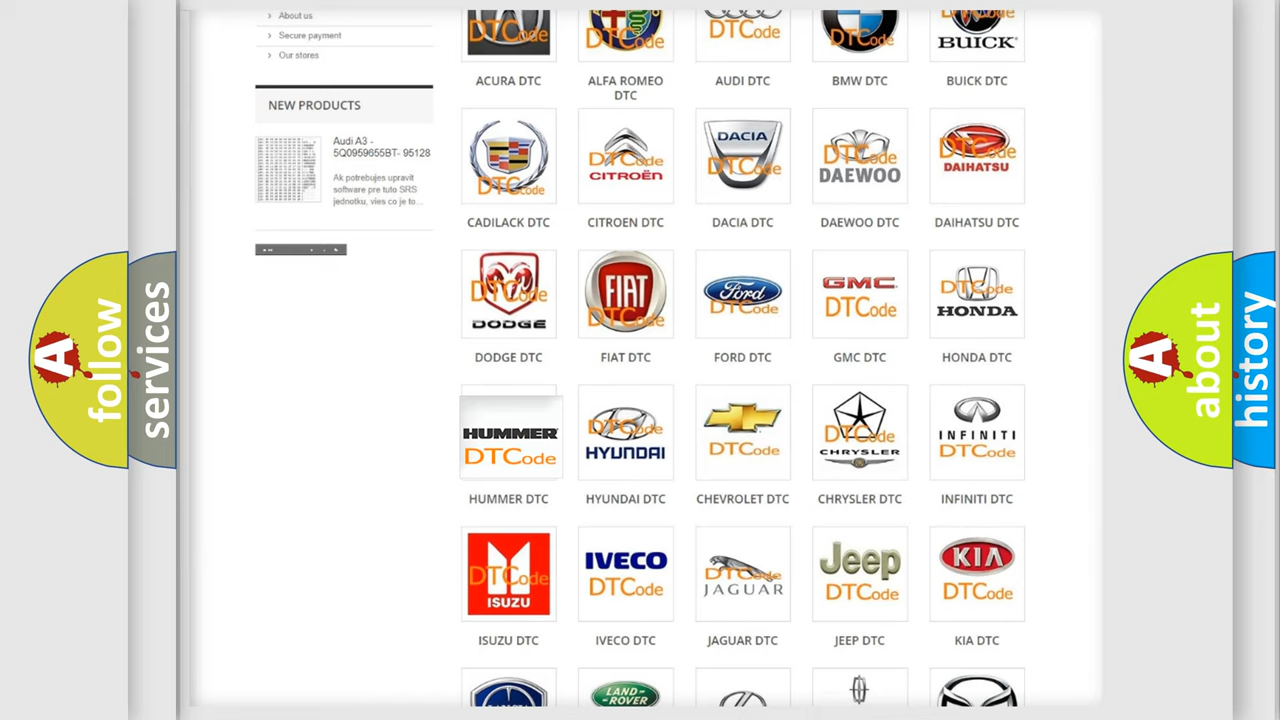 About us
Secure payment
Our stores
NEW PRODUCTS
Audi A3 -
5Q0959655BT- 95128
Ak potrebujes upravit
software pre tuto SRS
jednotku, vies co je to...
A follow
services
DTCode
DTCode
DTCode
DTCode
BUICK
ACURA DTC
ALFA ROMEO
DTC
AUDI DTC
BMW DTC
BUICK DTC
DTCode
DTCode
CITROËN
DACIA
DTCode
DTCode
DAEWOO
DTCode
DAIHATSU
CADILACK DTC
CITROEN DTC
DACIA DTC
DAEWOO DTC
DAIHATSU DTC
DTCode
DODGE
FIAT
DTCode
Ford
DTCode
GMC
DTCode
DTCode
HONDA
DODGE DTC
FIAT DTC
FORD DTC
GMC DTC
HONDA DTC
HUMMER
DTCode
DTCode
HYUNDAI
DTCode
DTCode
CHRYSLER
INFINITI
DTCode
HUMMER DTC
HYUNDAI DTC
CHEVROLET DTC
CHRYSLER DTC
INFINITI DTC
DTCode
ISUZU
IVECO
DTCode
DTCode
JAGUAR
Jeep
DTCode
KIA
DTCode
ISUZU DTC
IVECO DTC
JAGUAR DTC
JEEP DTC
KIA DTC
LAND-
ROVER
A about
history